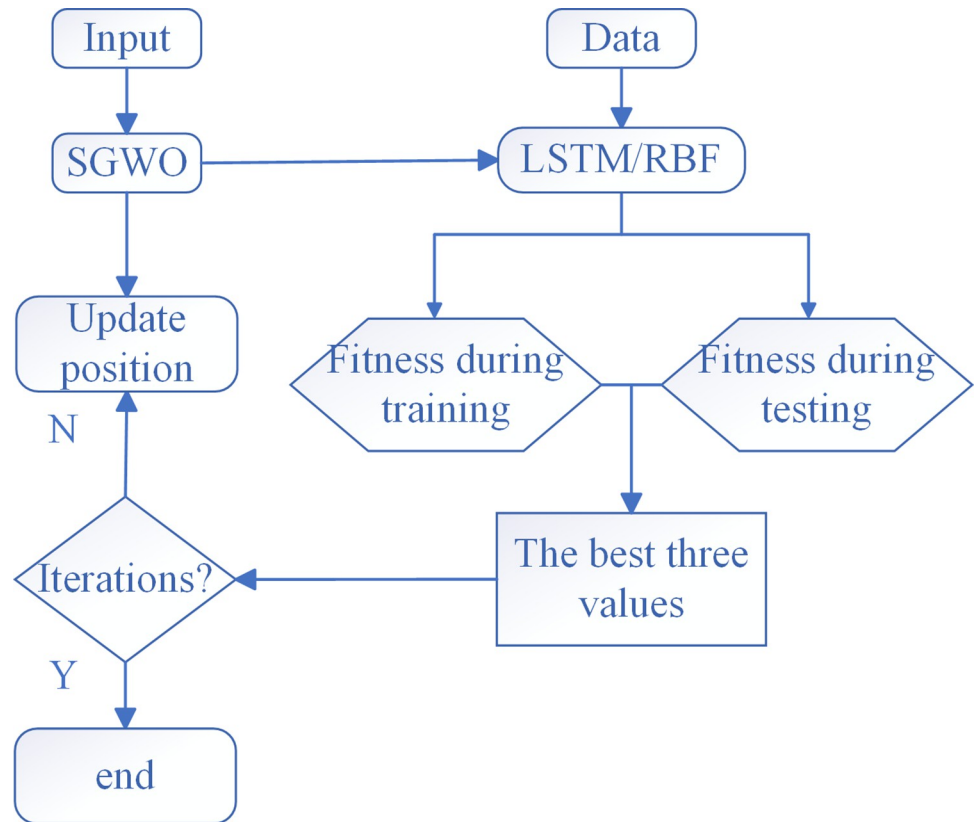 Input
Data
SGWO
LSTM/RBF
Update
position
Fitness during
training
Fitness during
testing
N
The best three
values
Iterations?
Y
end